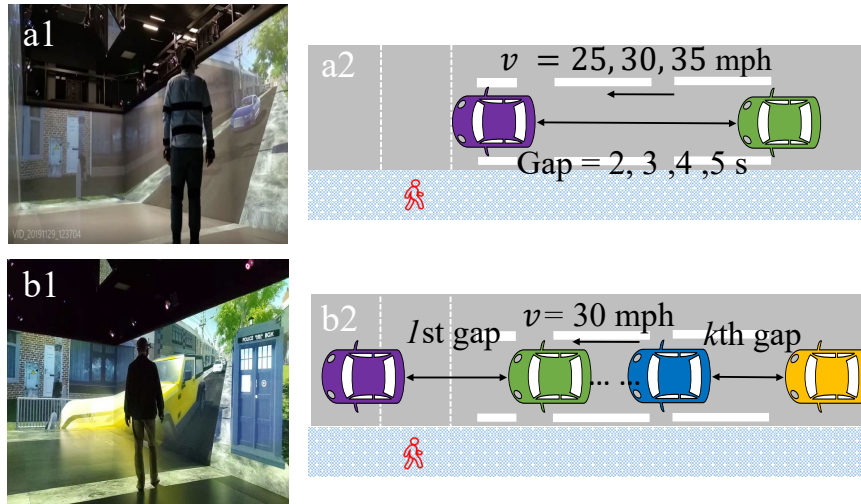 a1
VID_20191129_123704
a2
v = 25, 30, 35 mph
Gap = 2, 3 ,4 ,5 s
b1
POLICE BOX
b2
1st gap
v = 30 mph
kth gap
... ...